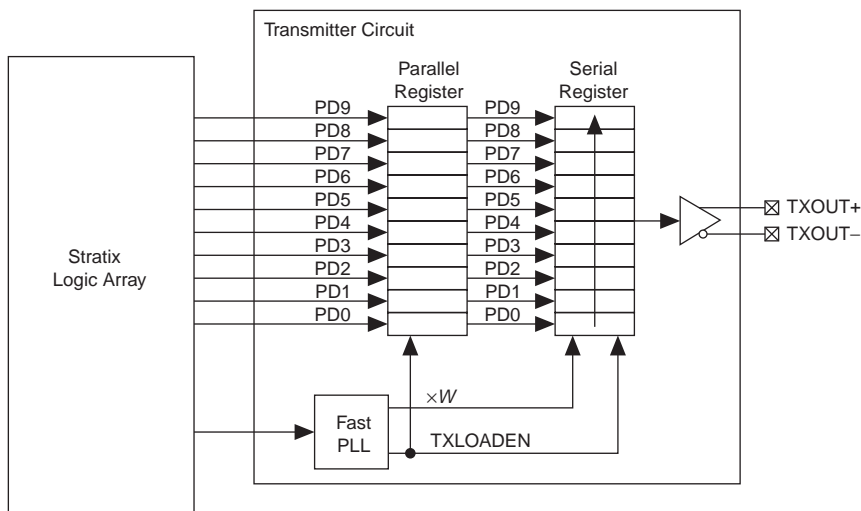 Transmitter Circuit
Parallel
Register
Serial
Register
PD9
PD8
PD7
PD6
PD5
PD4
PD3
PD2
PD1
PD0
PD9
PD8
PD7
PD6
PD5
PD4
PD3
PD2
PD1
PD0
Stratix
Logic Array
TXOUT+
TXOUT−
×W
Fast
PLL
TXLOADEN